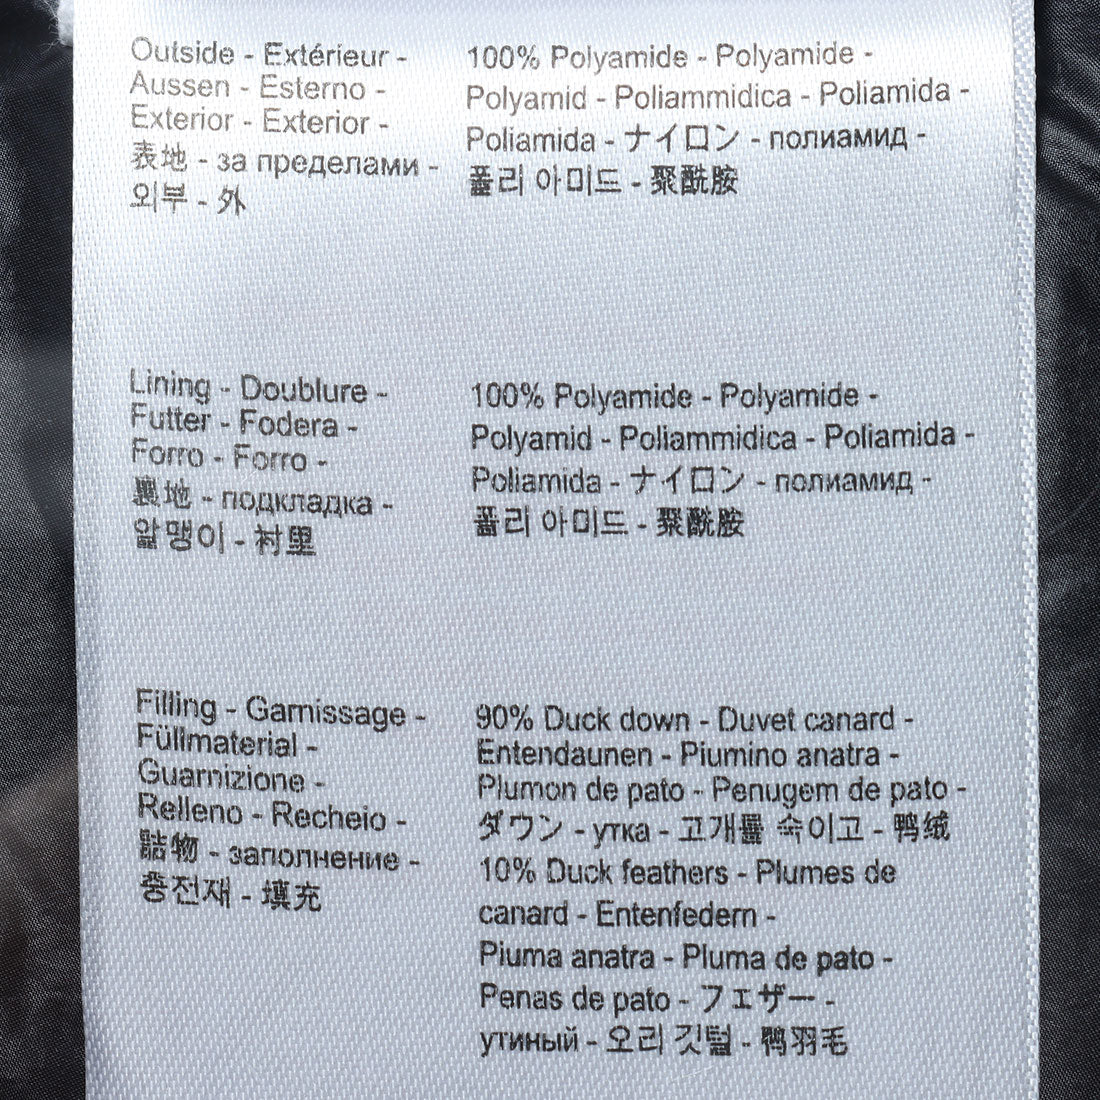 Outside - Extérieur -
Aussen - Esterno -
Exterior - Exterior -
表地 - за пределами -
외부 - 外
100% Polyamide - Polyamide -
Polyamid - Poliammidica - Poliamida -
Poliamida - ナイロン - полиамид -
폴리 아미드 - 聚酰胺
Lining - Doublure -
Futter - Fodera -
Forro - Forro -
裏地 - подкладка -
알맹이 - 衬里
100% Polyamide - Polyamide -
Polyamid - Poliammidica - Poliamida -
Poliamida - ナイロン - полиамид -
폴리 아미드 - 聚酰胺
Filling - Garnissage -
Füllmaterial -
Guarnizione -
Relleno - Recheio -
詰物 - заполнение -
충전재 - 填充
90% Duck down - Duvet canard -
Entendaunen - Piumino anatra -
Plumon de pato - Penugem de pato -
ダウン - утка - 고개를 숙이고 - 鸭绒
10% Duck feathers - Plumes de
canard - Entenfedern -
Piuma anatra - Pluma de pato -
Penas de pato - フェザー -
утиный - 오리 깃털 - 鸭羽毛